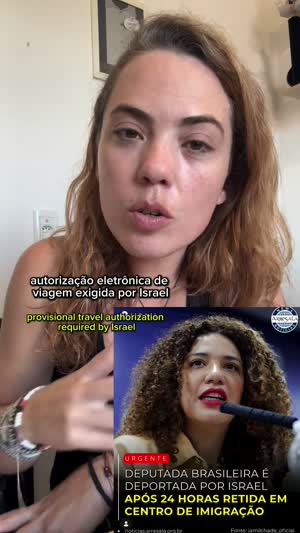 autorização eletrônica de
viagem exigida por Israel
provisional travel authorization
required by Israel
ARRESALA
URGENTE
DEPUTADA BRASILEIRA É
DEPORTADA POR ISRAEL
APÓS 24 HORAS RETIDA EM
CENTRO DE IMIGRAÇÃO
noticias.arresala.org.br
Fonte: jamilchade_oficial